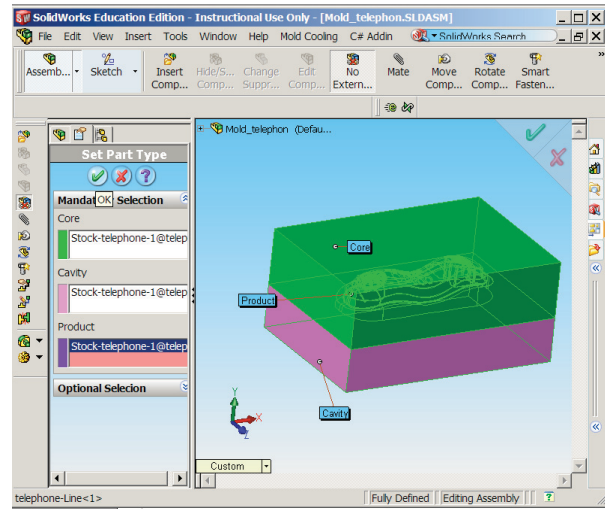 SolidWorks Education Edition - Instructional Use Only - [Mold_telephon.SLDASM]
File Edit View Insert Tools Window Help Mold Cooling C# Addin SolidWorks Search
Assemb... Sketch Insert Comp... Hide/S... Comp... Change Suppr... Edit Comp... No Extern... Mate Move Comp... Rotate Comp... Smart Fasten... »
Set Part Type
Mold_telephon (Defau...
OK
Mandat Selection
Core
Stock-telephone-1@telep
Cavity
Stock-telephone-1@telep
Product
Stock-telephone-1@telep
Optional Selecion
Core
Product
Cavity
Y
X
Z
Custom
telephone-Line<1>
Fully Defined
Editing Assembly
?